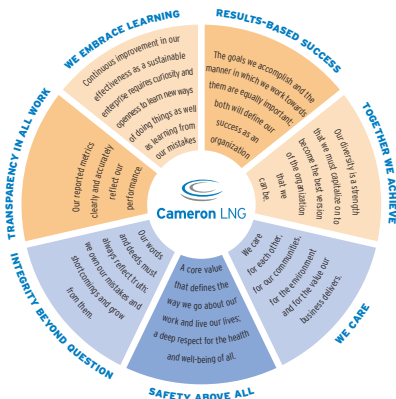 RESULTS-BASED SUCCESS
The goals we accomplish and the
manner in which we work towards
them are equally important;
both will define our
success as an
organization
TOGETHER WE ACHIEVE
Our diversity is a strength
that we must capitalize on to
become the best version
of the organization
that we
can be.
WE CARE
We care
for each other,
for our communities,
for the environment
and for the value our
business delivers.
SAFETY ABOVE ALL
A core value
that defines the
way we go about our
work and live our lives;
a deep respect for the health
and well-being of all.
INTEGRITY BEYOND QUESTION
Our words
and deeds must
always reflect truth;
we own our mistakes and
shortcomings and grow
from them.
TRANSPARENCY IN ALL WORK
Our reported metrics
clearly and accurately
reflect our
performance.
WE EMBRACE LEARNING
Continuous improvement in our
effectiveness as a sustainable
enterprise requires curiosity and
openness to learn new ways
of doing things as well
as learning from
our mistakes
Cameron LNG